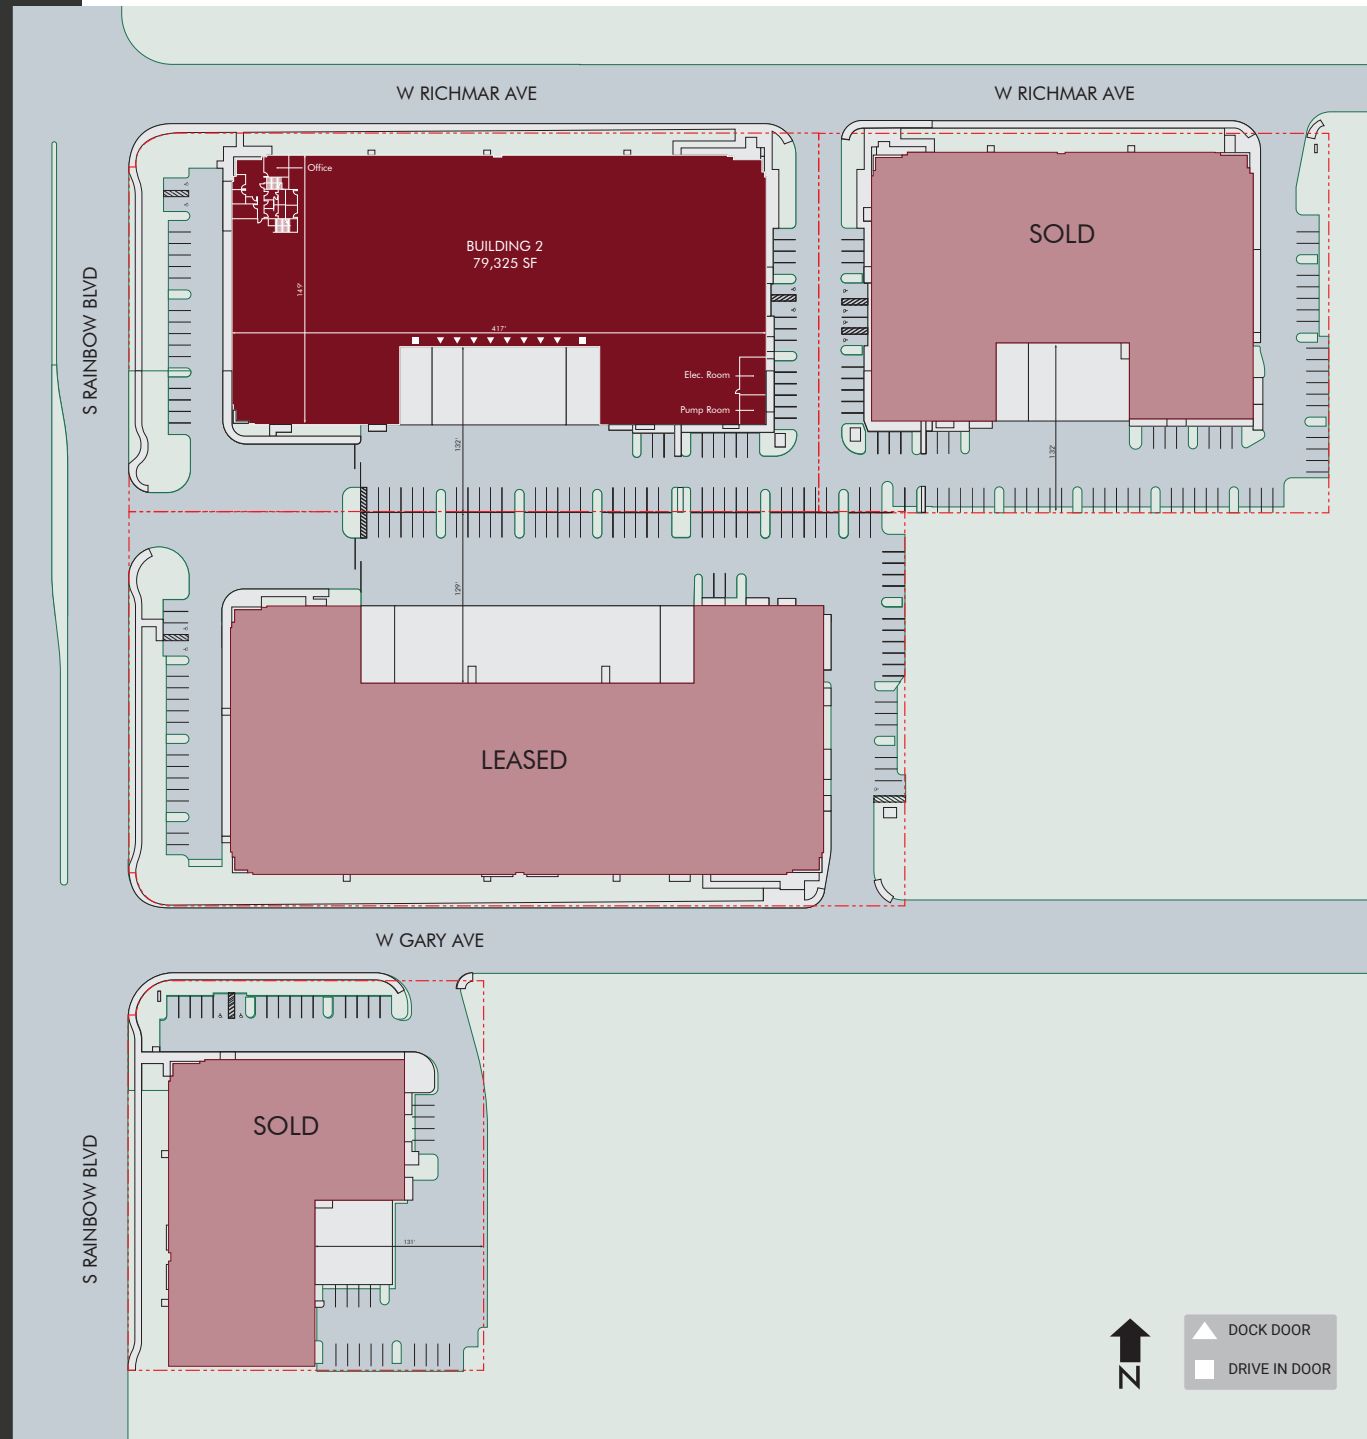 W RICHMAR AVE
W RICHMAR AVE
Office
BUILDING 2
79,325 SF
SOLD
S RAINBOW BLVD
149'
417'
Elec. Room
Pump Room
132'
132'
129'
LEASED
W GARY AVE
SOLD
S RAINBOW BLVD
131'
N
DOCK DOOR
DRIVE IN DOOR